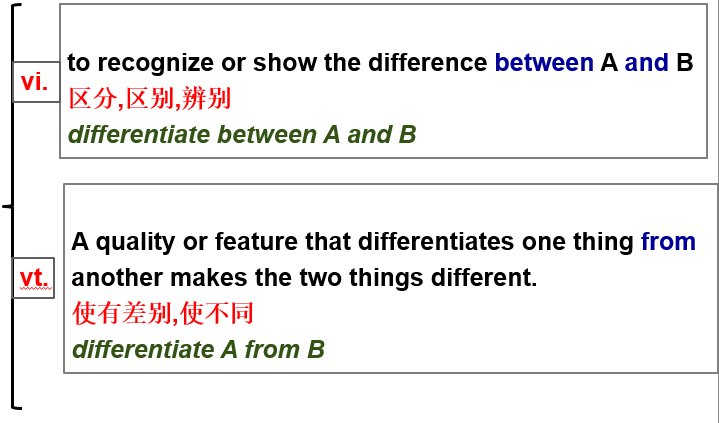 vi.
to recognize or show the difference between A and B
区分,区别,辨别
differentiate between A and B
vt.
A quality or feature that differentiates one thing from
another makes the two things different.
使有差别,使不同
differentiate A from B